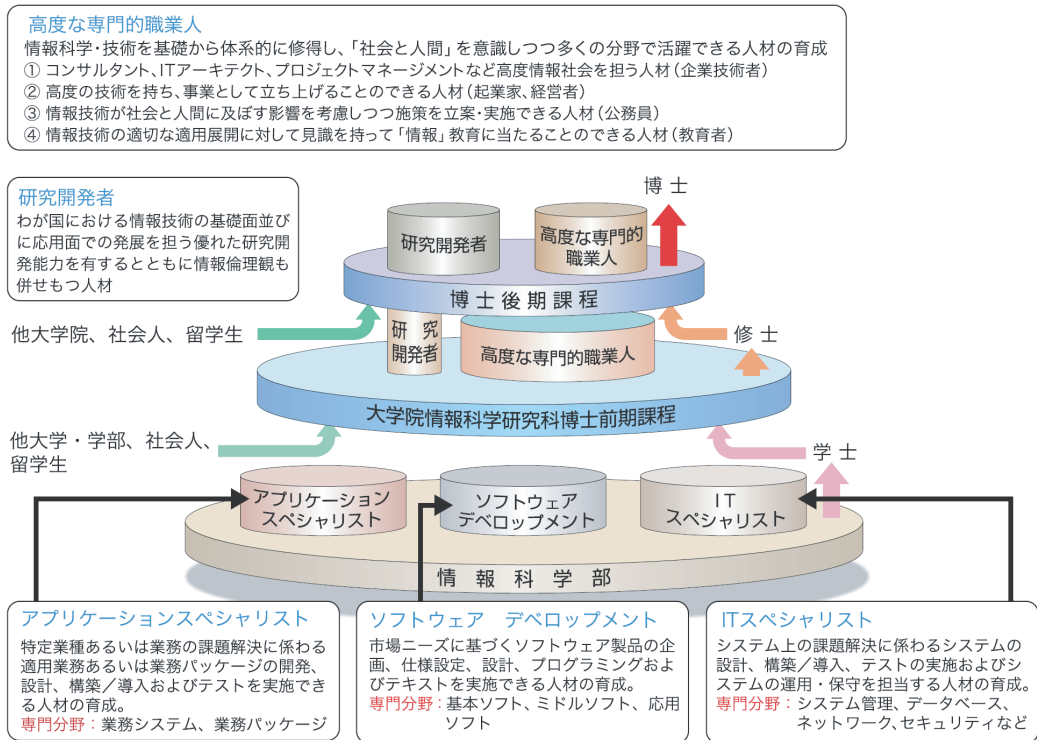 高度な専門的職業人
情報科学・技術を基礎から体系的に修得し、「社会と人間」を意識しつつ多くの分野で活躍できる人材の育成
① コンサルタント、ITアーキテクト、プロジェクトマネージメントなど高度情報社会を担う人材（企業技術者）
② 高度の技術を持ち、事業として立ち上げることのできる人材（起業家、経営者）
③ 情報技術が社会と人間に及ぼす影響を考慮しつつ施策を立案・実施できる人材（公務員）
④ 情報技術の適切な適用展開に対して見識を持って「情報」教育に当たることのできる人材（教育者）
研究開発者
わが国における情報技術の基礎面並び
に応用面での発展を担う優れた研究開
発能力を有するとともに情報倫理観も
併せもつ人材
博士
研究開発者
高度な専門的
職業人
博士後期課程
他大学院、社会人、留学生
研究
開発者
高度な専門的職業人
修士
大学院情報科学研究科博士前期課程
他大学・学部、社会人、
留学生
学士
アプリケーション
スペシャリスト
ソフトウェア
デベロップメント
IT
スペシャリスト
情報科学部
アプリケーションスペシャリスト
特定業種あるいは業務の課題解決に係わる
適用業務あるいは業務パッケージの開発、
設計、構築／導入およびテストを実施でき
る人材の育成。
専門分野：業務システム、業務パッケージ
ソフトウェア　デベロップメント
市場ニーズに基づくソフトウェア製品の企
画、仕様設定、設計、プログラミングおよ
びテキストを実施できる人材の育成。
専門分野：基本ソフト、ミドルソフト、応用
ソフト
ITスペシャリスト
システム上の課題解決に係わるシステムの
設計、構築／導入、テストの実施およびシ
ステムの運用・保守を担当する人材の育成。
専門分野：システム管理、データベース、
ネットワーク、セキュリティなど